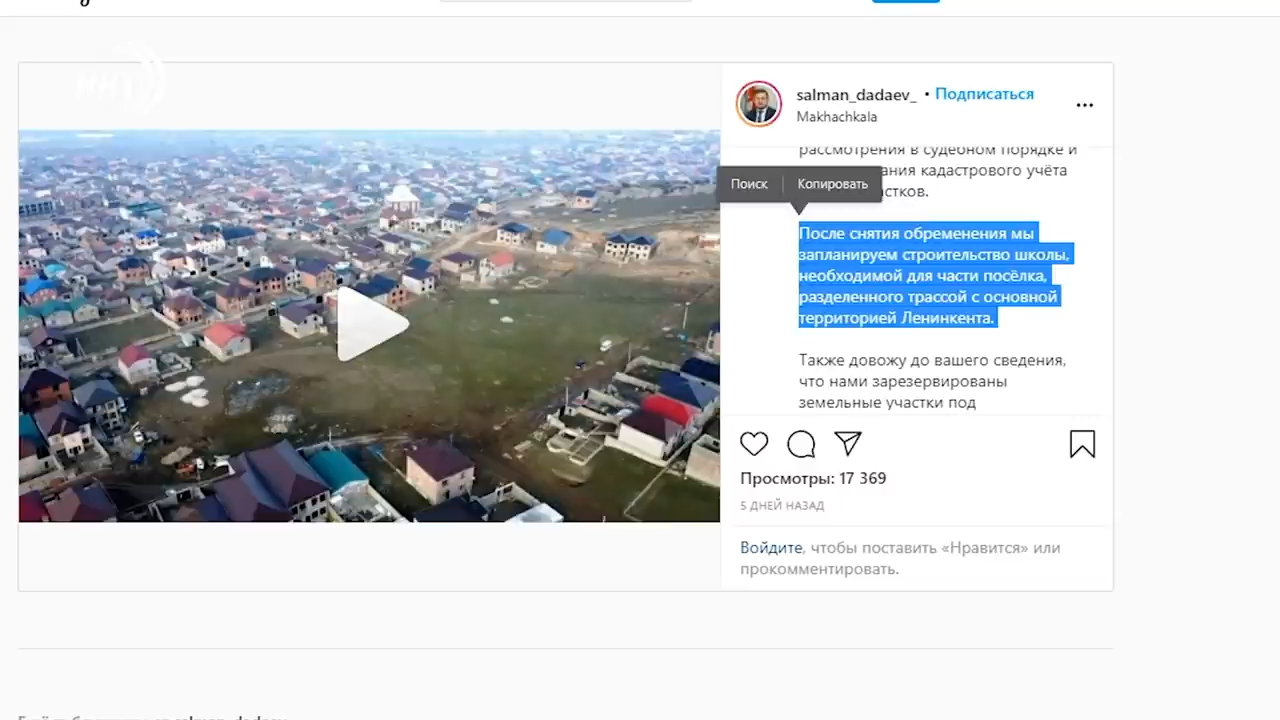 ННТ
salman_dadaev_ • Подписаться
Makhachkala
рассмотрения в судебном порядке и
кадастрового учёта
Поиск
Копировать
После снятия обременения мы
запланируем строительство школы,
необходимой для части посёлка,
разделенного трассой с основной
территорией Ленинкента.
Также довожу до вашего сведения,
что нами зарезервированы
земельные участки под
Просмотры: 17 369
5 ДНЕЙ НАЗАД
Войдите, чтобы поставить «Нравится» или
прокомментировать.
salman_dadaev_